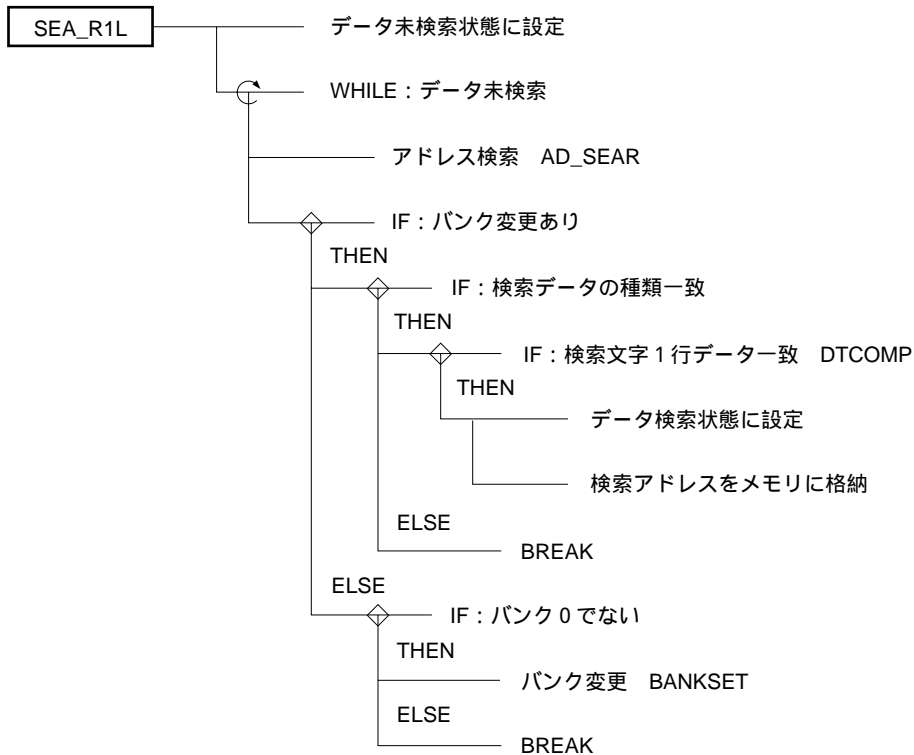 SEA_R1L データ未検索状態に設定
WHILE：データ未検索
アドレス検索　AD_SEAR
IF：バンク変更あり
THEN
IF：検索データの種類一致
THEN
IF：検索文字１行データ一致　DTCOMP
THEN
データ検索状態に設定
検索アドレスをメモリに格納
ELSE
BREAK
ELSE
IF：バンク０でない
THEN
バンク変更　BANKSET
ELSE
BREAK